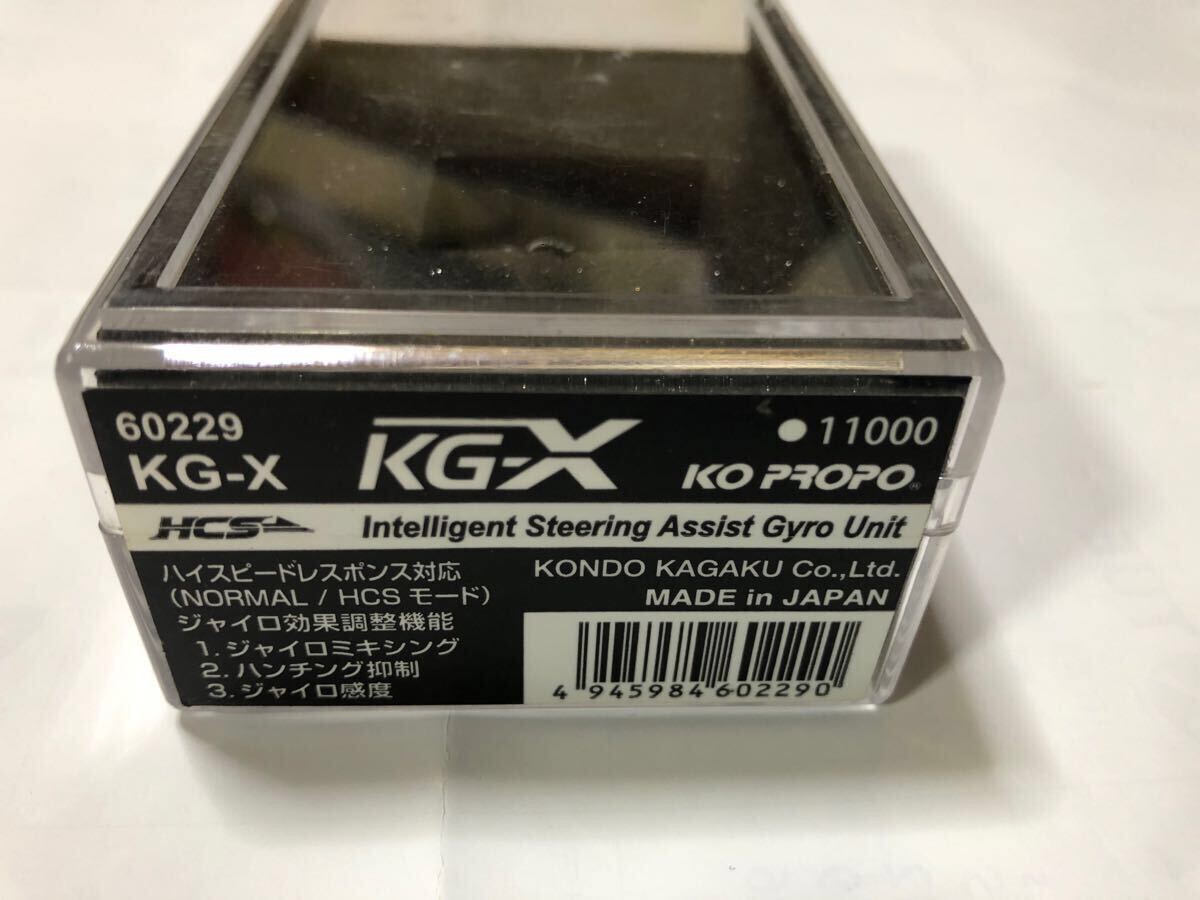 60229
KG-X
KG-X
●11000
KO PROPO®
HCS
Intelligent Steering Assist Gyro Unit
ハイスピードレスポンス対応
(NORMAL / HCS モード)
ジャイロ効果調整機能
1. ジャイロミキシング
2. ハンチング抑制
3. ジャイロ感度
KONDO KAGAKU Co.,Ltd.
MADE in JAPAN
4 945984 602290